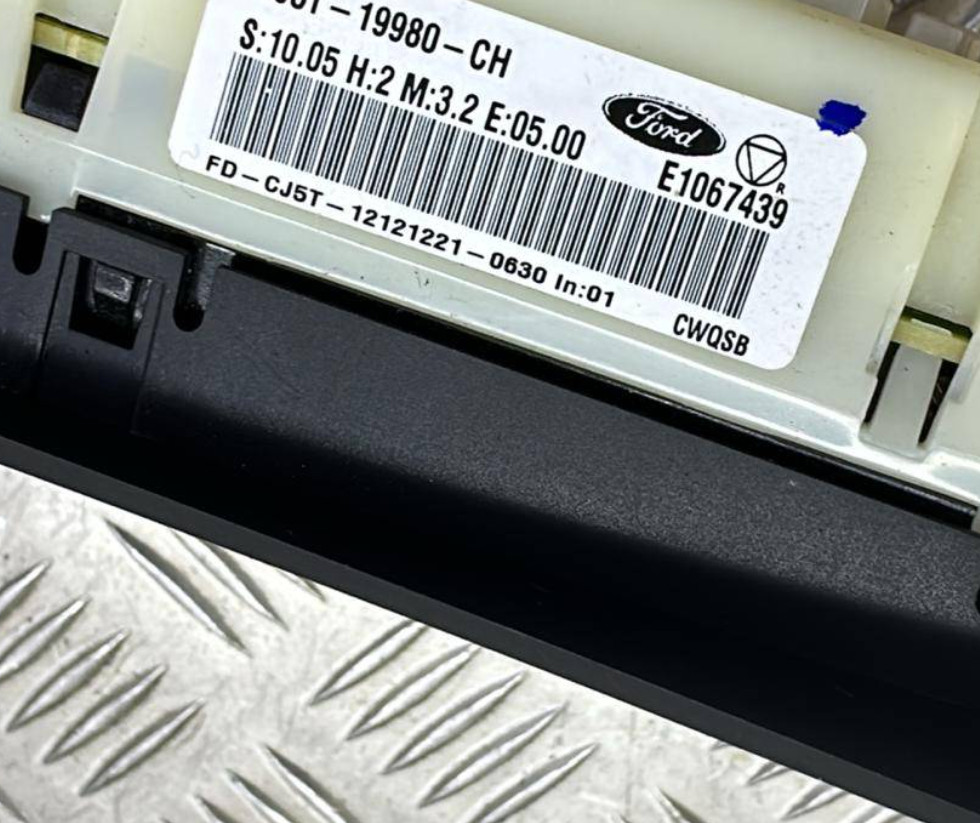 19980-CH
S:10.05 H:2 M:3.2 E:05.00
Ford
R
E1067439
FD-CJ5T-12121221-0630 In:01
CWQSB